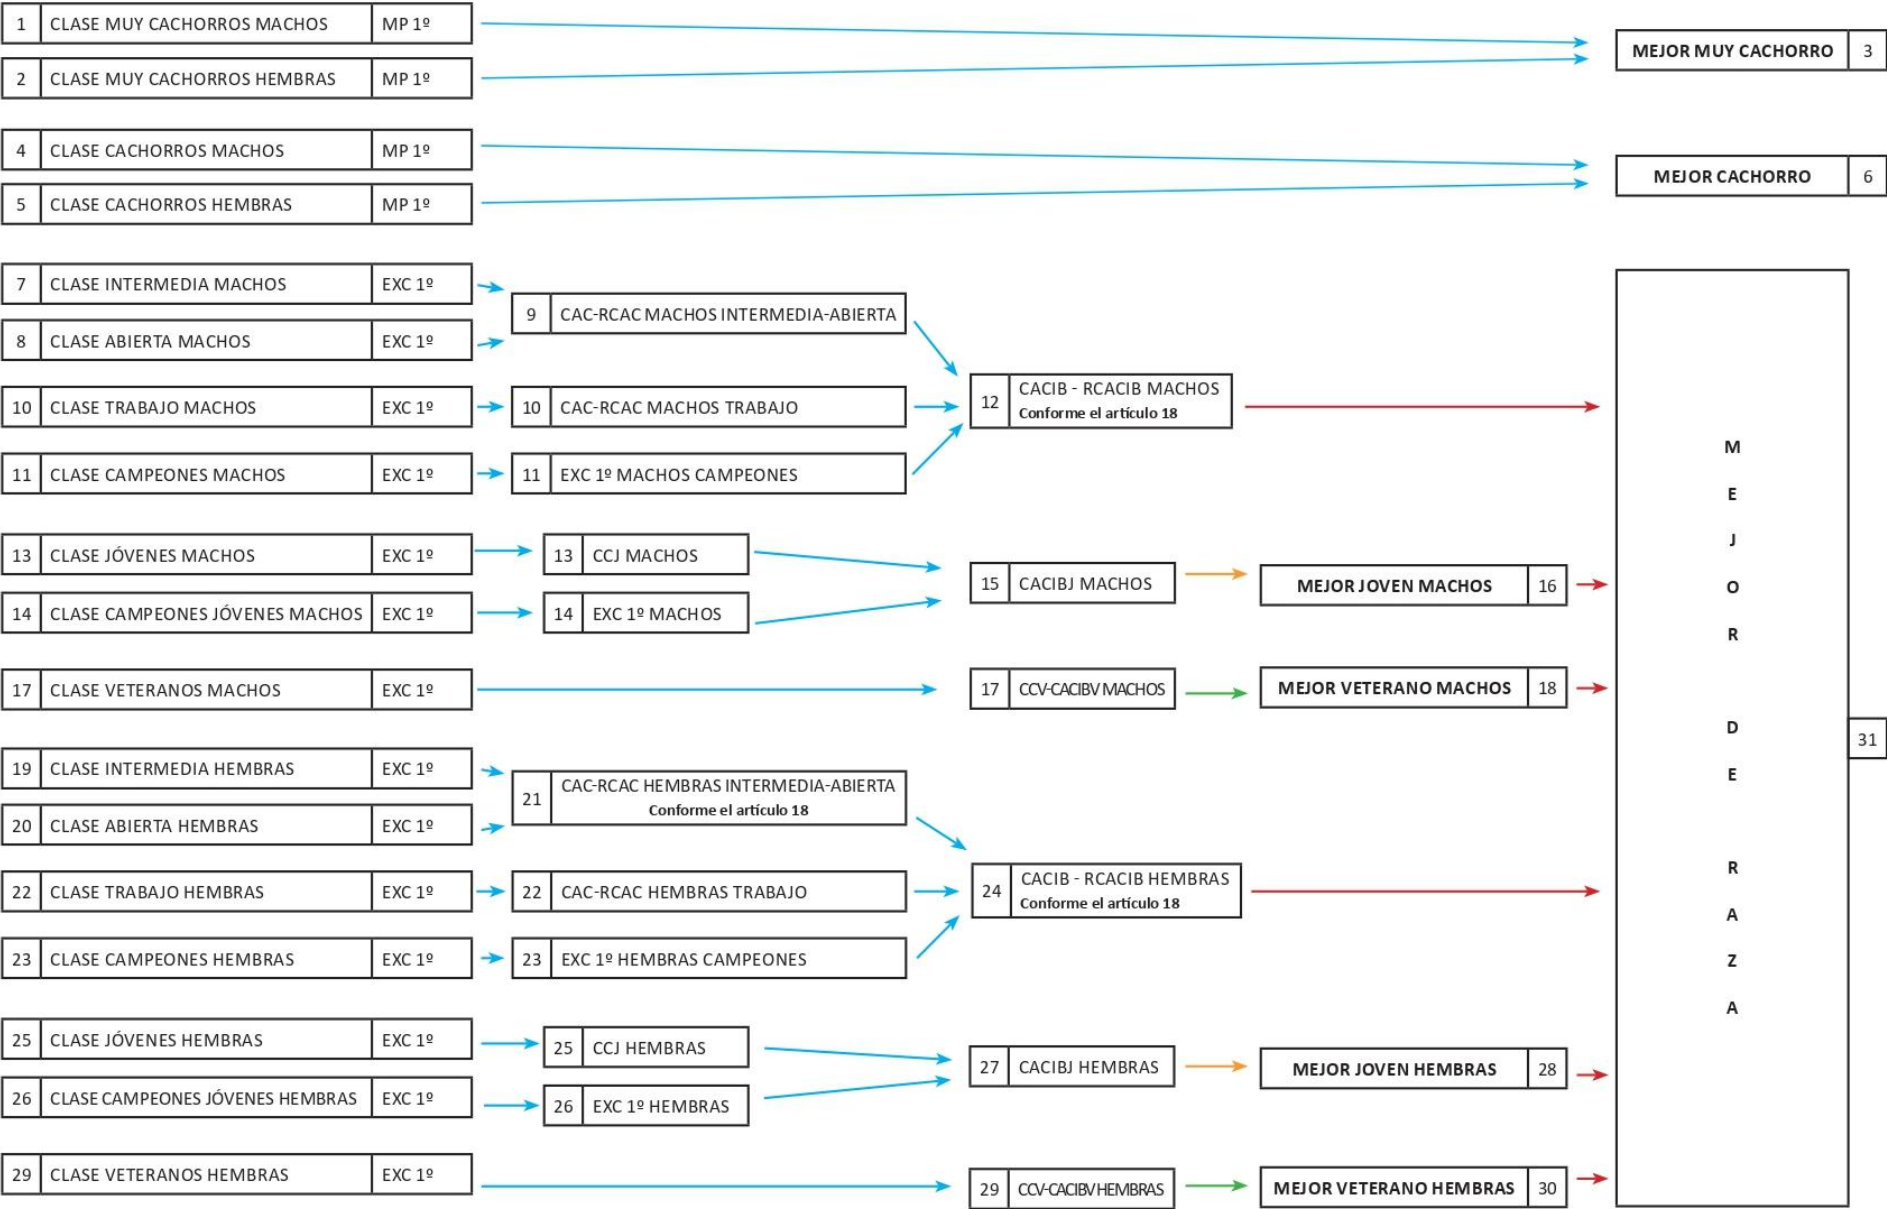 1 CLASE MUY CACHORROS MACHOS MP 1º
2 CLASE MUY CACHORROS HEMBRAS MP 1º
MEJOR MUY CACHORRO 3
4 CLASE CACHORROS MACHOS MP 1º
5 CLASE CACHORROS HEMBRAS MP 1º
MEJOR CACHORRO 6
7 CLASE INTERMEDIA MACHOS EXC 1º
8 CLASE ABIERTA MACHOS EXC 1º
9 CAC-RCAC MACHOS INTERMEDIA-ABIERTA
10 CLASE TRABAJO MACHOS EXC 1º
10 CAC-RCAC MACHOS TRABAJO
11 CLASE CAMPEONES MACHOS EXC 1º
11 EXC 1º MACHOS CAMPEONES
12 CACIB - RCACIB MACHOS
Conforme el artículo 18
13 CLASE JÓVENES MACHOS EXC 1º
13 CCJ MACHOS
14 CLASE CAMPEONES JÓVENES MACHOS EXC 1º
14 EXC 1º MACHOS
15 CACIBJ MACHOS
MEJOR JOVEN MACHOS 16
17 CLASE VETERANOS MACHOS EXC 1º
17 CCV-CACIBV MACHOS
MEJOR VETERANO MACHOS 18
19 CLASE INTERMEDIA HEMBRAS EXC 1º
20 CLASE ABIERTA HEMBRAS EXC 1º
21 CAC-RCAC HEMBRAS INTERMEDIA-ABIERTA
Conforme el artículo 18
22 CLASE TRABAJO HEMBRAS EXC 1º
22 CAC-RCAC HEMBRAS TRABAJO
23 CLASE CAMPEONES HEMBRAS EXC 1º
23 EXC 1º HEMBRAS CAMPEONES
24 CACIB - RCACIB HEMBRAS
Conforme el artículo 18
25 CLASE JÓVENES HEMBRAS EXC 1º
25 CCJ HEMBRAS
26 CLASE CAMPEONES JÓVENES HEMBRAS EXC 1º
26 EXC 1º HEMBRAS
27 CACIBJ HEMBRAS
MEJOR JOVEN HEMBRAS 28
29 CLASE VETERANOS HEMBRAS EXC 1º
29 CCV-CACIBV HEMBRAS
MEJOR VETERANO HEMBRAS 30
MEJOR DE RAZA
31